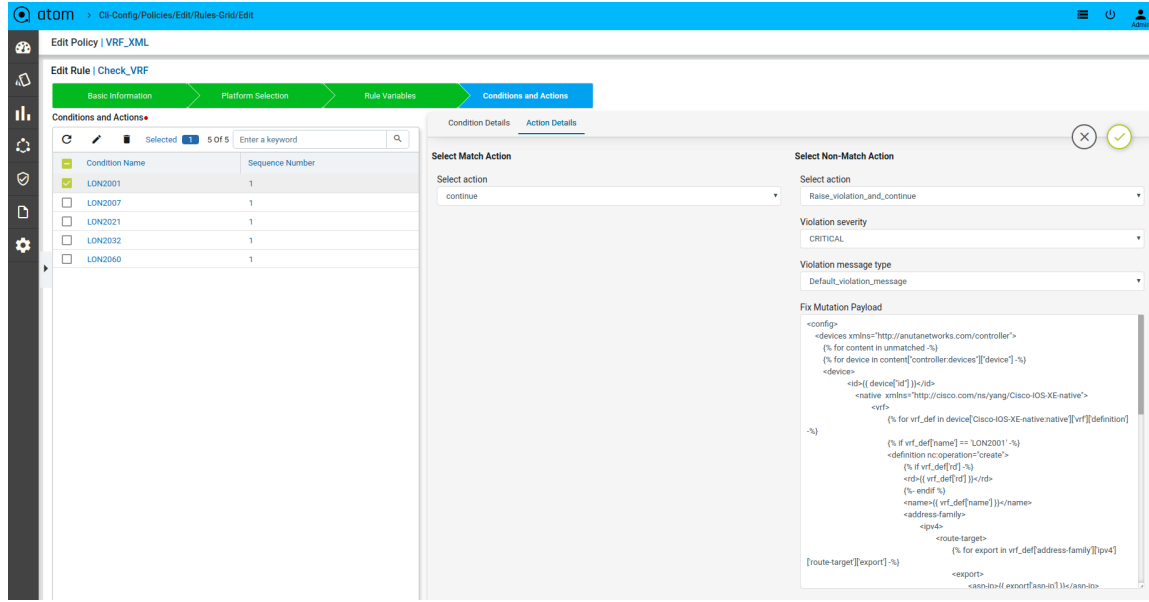 atom > Cli-Config/Policies/Edit/Rules-Grid/Edit
Admin
Edit Policy | VRF_XML
Edit Rule | Check_VRF
Basic Information
Platform Selection
Rule Variables
Conditions and Actions
Conditions and Actions
Selected 1 5 Of 5 Enter a keyword
Condition Name Sequence Number
LON2001 1
LON2007 1
LON2021 1
LON2032 1
LON2060 1
Condition Details Action Details
Select Match Action
Select action
continue
Select Non-Match Action
Select action
Raise_violation_and_continue
Violation severity
CRITICAL
Violation message type
Default_violation_message
Fix Mutation Payload
<config>
<devices xmlns="http://anutanetworks.com/controller">
{% for content in unmatched -%}
{% for device in content["controller:devices"]["device"] -%}
<device>
<id>{{ device["id"] }}</id>
<native xmlns="http://cisco.com/ns/yang/Cisco-IOS-XE-native">
<vrf>
{% for vrf_def in device['Cisco-IOS-XE-native:native']['vrf']['definition']
-%}
{% if vrf_def['name'] == 'LON2001' -%}
<definition nc:operation="create">
{% if vrf_def['rd'] -%}
<rd>{{ vrf_def['rd'] }}</rd>
{%- endif %}
<name>{{ vrf_def['name'] }}</name>
<address-family>
<ipv4>
<route-target>
{% for export in vrf_def['address-family']['ipv4']
['route-target']['export'] -%}
<export>
<asn-ip>{{ export['asn-ip'] }}</asn-ip>